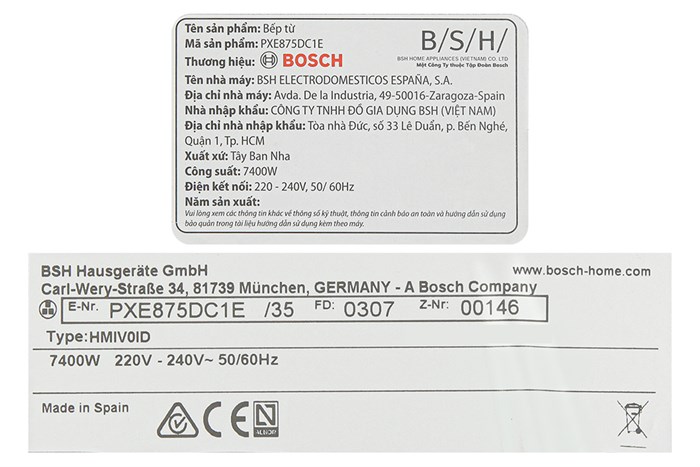 Tên sản phẩm: Bếp từ
Mã sản phẩm: PXE875DC1E
Thương hiệu: BOSCH
B/S/H/
BSH HOME APPLIANCES (VIETNAM) CO. LTD
Một Công Ty thuộc Tập Đoàn Bosch
Tên nhà máy: BSH ELECTRODOMESTICOS ESPAÑA, S.A.
Địa chỉ nhà máy: Avda. De la Industria, 49-50016-Zaragoza-Spain
Nhà nhập khẩu: CÔNG TY TNHH ĐỒ GIA DỤNG BSH (VIỆT NAM)
Địa chỉ nhà nhập khẩu: Tòa nhà Đức, số 33 Lê Duẩn, p. Bến Nghé,
Quận 1, Tp. HCM
Xuất xứ: Tây Ban Nha
Công suất: 7400W
Điện kết nối: 220 - 240V, 50/ 60Hz
Năm sản xuất:
Vui lòng xem các thông tin khác về thông số kỹ thuật, thông tin cảnh báo an toàn và hướng dẫn sử dụng
bảo quản trong tài liệu hướng dẫn sử dụng kèm theo máy.
BSH Hausgeräte GmbH
www.bosch-home.com
Carl-Wery-Straße 34, 81739 München, GERMANY - A Bosch Company
E-Nr. PXE875DC1E /35 FD: 0307 Z-Nr: 00146
Type: HMIV0ID
7400W 220V - 240V~ 50/60Hz
Made in Spain
CE
N